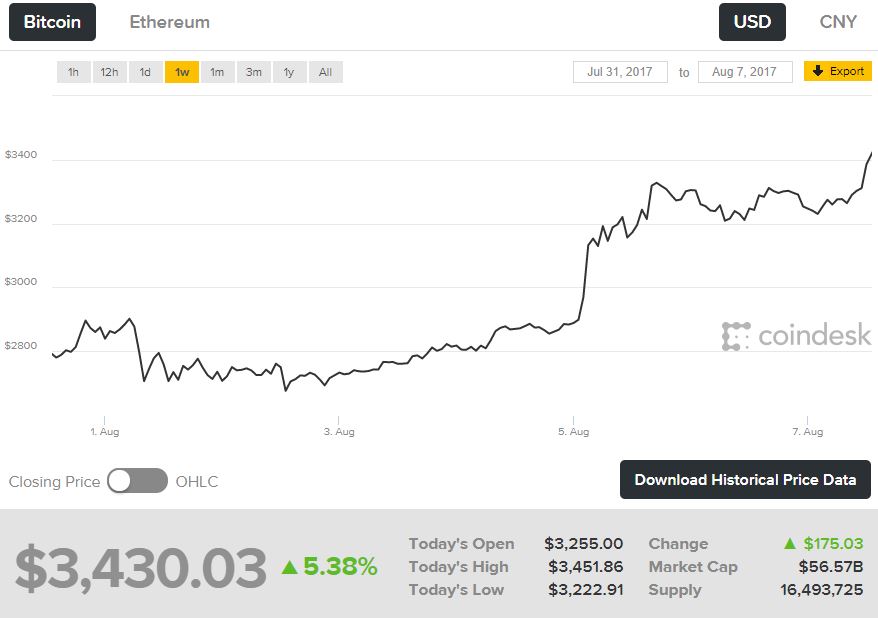 Bitcoin Ethereum USD CNY
1h 12h 1d 1w 1m 3m 1y All Jul 31, 2017 to Aug 7, 2017 Export
$3400
$3200
$3000
$2800
coindesk
1. Aug 3. Aug 5. Aug 7. Aug
Closing Price OHLC Download Historical Price Data
$3,430.03 ▲ 5.38%
Today's Open $3,255.00 Change ▲ $175.03
Today's High $3,451.86 Market Cap $56.57B
Today's Low $3,222.91 Supply 16,493,725